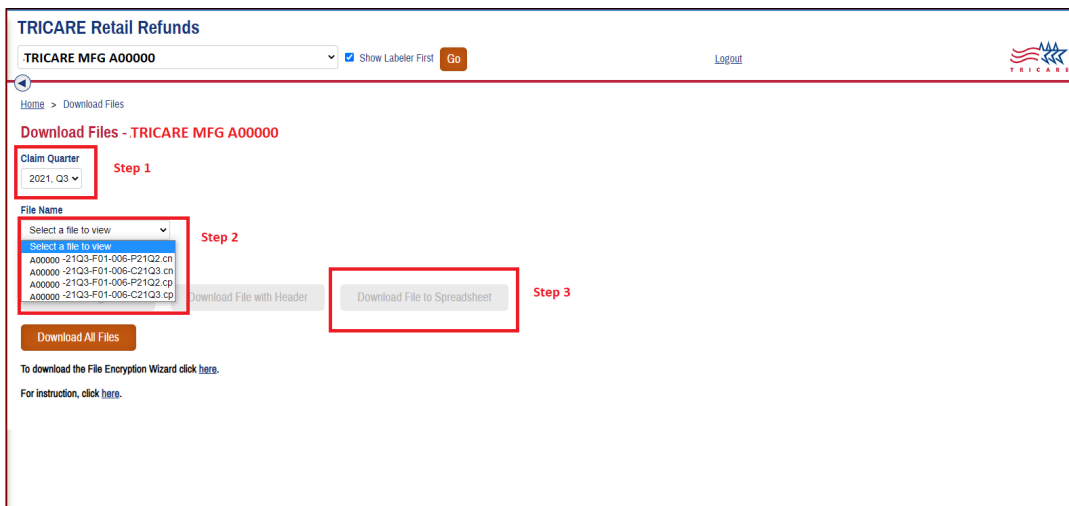 TRICARE Retail Refunds
TRICARE MFG A00000
Show Labeler First
Go
Logout
TRICARE
Home > Download Files
Download Files - TRICARE MFG A00000
Claim Quarter
2021, Q3
Step 1
File Name
Select a file to view
Step 2
Select a file to view
A00000 -21Q3-F01-006-P21Q2.cn
A00000 -21Q3-F01-006-C21Q3.cn
A00000 -21Q3-F01-006-P21Q2.cp
A00000 -21Q3-F01-006-C21Q3.cp
Download File with Header
Download File to Spreadsheet
Step 3
Download All Files
To download the File Encryption Wizard click here.
For instruction, click here.